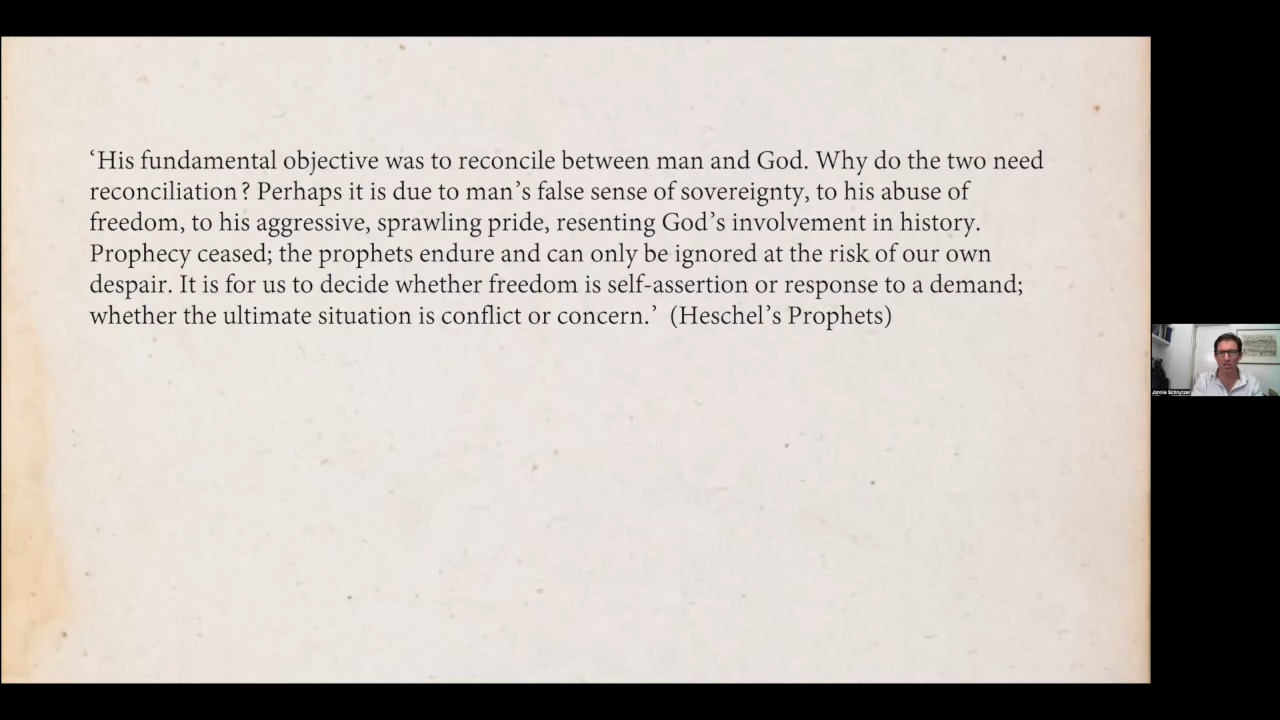 ‘His fundamental objective was to reconcile between man and God. Why do the two need
reconciliation? Perhaps it is due to man’s false sense of sovereignty, to his abuse of
freedom, to his aggressive, sprawling pride, resenting God’s involvement in history.
Prophecy ceased; the prophets endure and can only be ignored at the risk of our own
despair. It is for us to decide whether freedom is self-assertion or response to a demand;
whether the ultimate situation is conflict or concern.’ (Heschel’s Prophets)
Jonnie Schnytzer